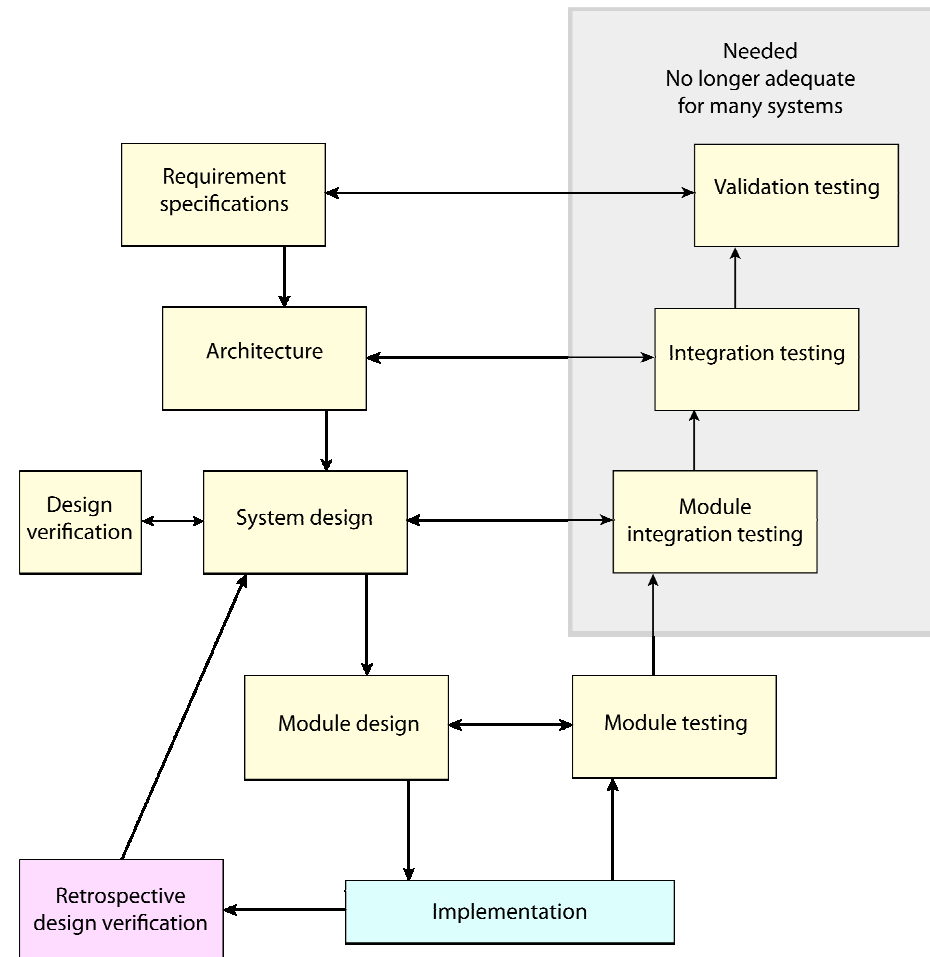 Needed
No longer adequate
for many systems
Requirement
specifications
Validation testing
Architecture
Integration testing
Design
verification
System design
Module
integration testing
Module design
Module testing
Retrospective
design verification
Implementation